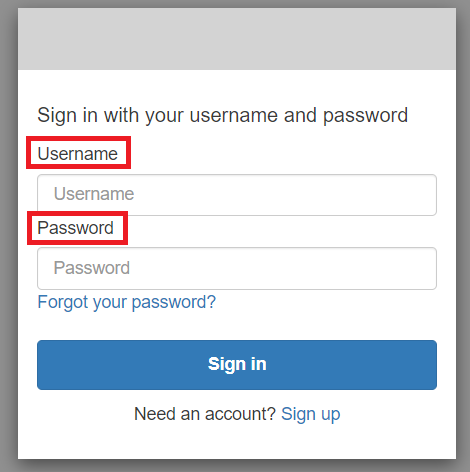 Sign in with your username and password
Username
Username
Password
Password
Forgot your password?
Sign in
Need an account? Sign up